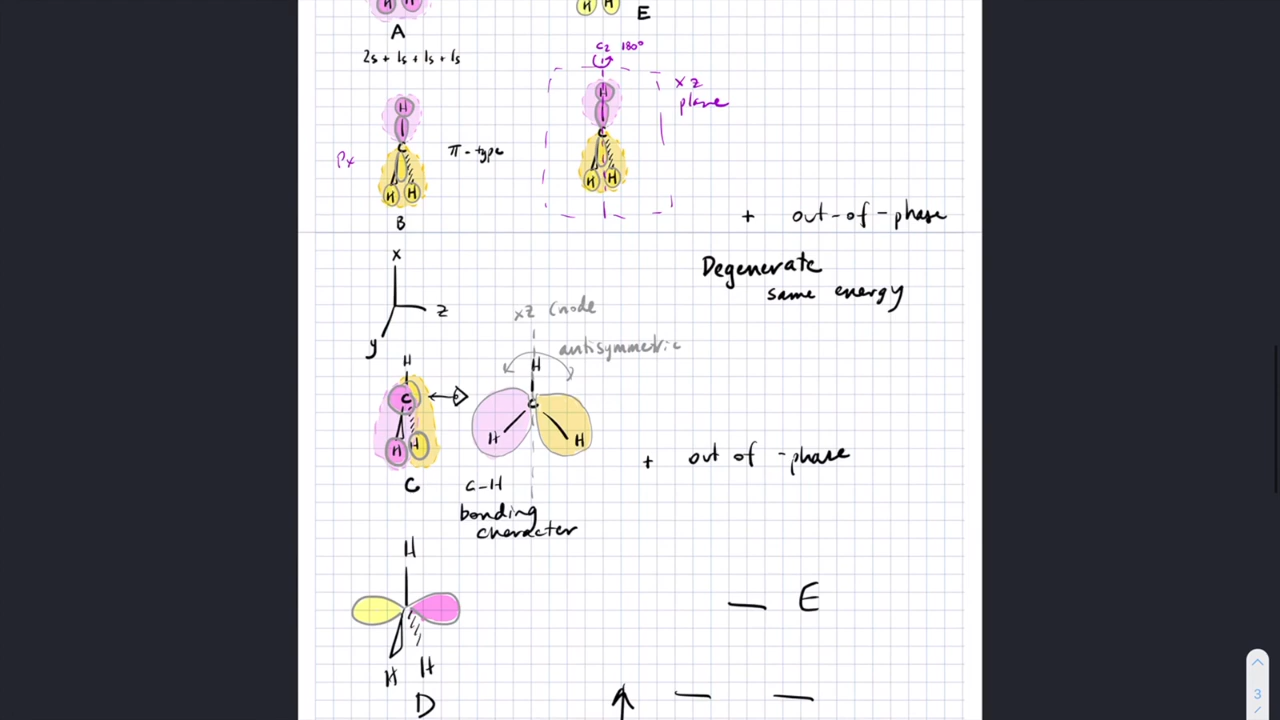 H H
A
2s + 1s + 1s + 1s
H H
E
C2 180°
xz
plane
H
C
H H
Px
π-type
B
H
C
H H
+ out-of-phase
Degenerate
same energy
x
z
y
xz (node
antisymmetric
H
C
H H
C
H
C
H H
C-H
bonding
character
+ out of -phase
H
H H
D
E
3